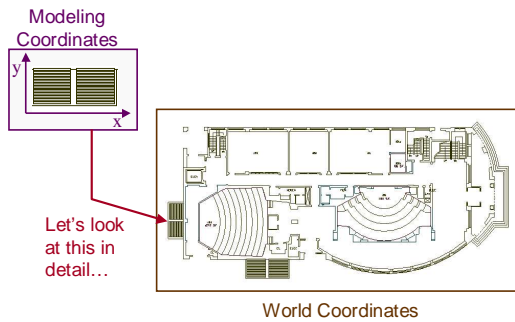 Modeling
Coordinates
y
x
Let's look
at this in
detail...
World Coordinates